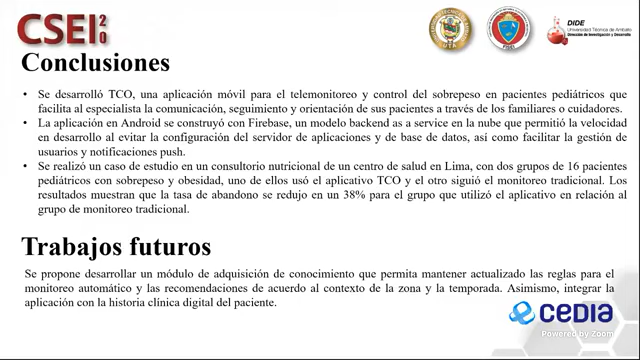 CSEI20
DIDE
Universidad Técnica de Ambato
Dirección de Investigación y Desarrollo
UTA
FISEI
Conclusiones
• Se desarrolló TCO, una aplicación móvil para el telemonitoreo y control del sobrepeso en pacientes pediátricos que
facilita al especialista la comunicación, seguimiento y orientación de sus pacientes a través de los familiares o cuidadores.
• La aplicación en Android se construyó con Firebase, un modelo backend as a service en la nube que permitió la velocidad
en desarrollo al evitar la configuración del servidor de aplicaciones y de base de datos, así como facilitar la gestión de
usuarios y notificaciones push.
• Se realizó un caso de estudio en un consultorio nutricional de un centro de salud en Lima, con dos grupos de 16 pacientes
pediátricos con sobrepeso y obesidad, uno de ellos usó el aplicativo TCO y el otro siguió el monitoreo tradicional. Los
resultados muestran que la tasa de abandono se redujo en un 38% para el grupo que utilizó el aplicativo en relación al
grupo de monitoreo tradicional.
Trabajos futuros
Se propone desarrollar un módulo de adquisición de conocimiento que permita mantener actualizado las reglas para el
monitoreo automático y las recomendaciones de acuerdo al contexto de la zona y la temporada. Asimismo, integrar la
aplicación con la historia clínica digital del paciente.
cedia
Powered by Zoom